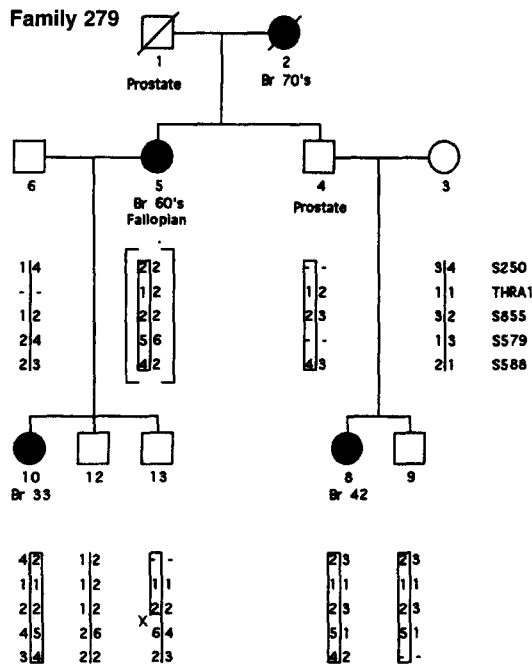 Family 279
1
2
Prostate
Br 70's
6
5
4
3
Br 60's
Fallopian
Prostate
1 4 2 2 - - 3 4 S250
- - 1 2 1 2 1 1 THRA1
1 2 2 2 2 3 3 2 S855
2 4 5 6 - - 1 3 S579
2 3 4 2 4 3 2 1 S588
10 12 13 8 9
Br 33 Br 42
4 2 1 2 - - 2 3 2 3
1 1 1 2 1 1 1 1 1 1
2 2 1 2 2 2 2 3 2 3
X
4 5 2 6 6 4 5 1 5 1
3 4 2 2 2 3 4 2 - -